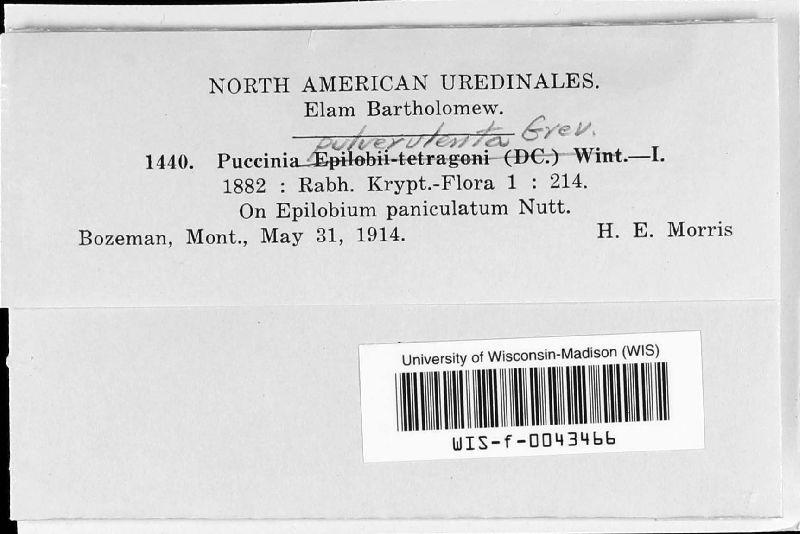 NORTH AMERICAN UREDINALES.
Elam Bartholomew.
pulverulenta Grev.
1440. Puccinia Epilobii-tetragoni (DC.) Wint.—I.
1882 : Rabh. Krypt.-Flora 1 : 214.
On Epilobium paniculatum Nutt.
Bozeman, Mont., May 31, 1914. H. E. Morris
University of Wisconsin-Madison (WIS)
WIS-f-0043466